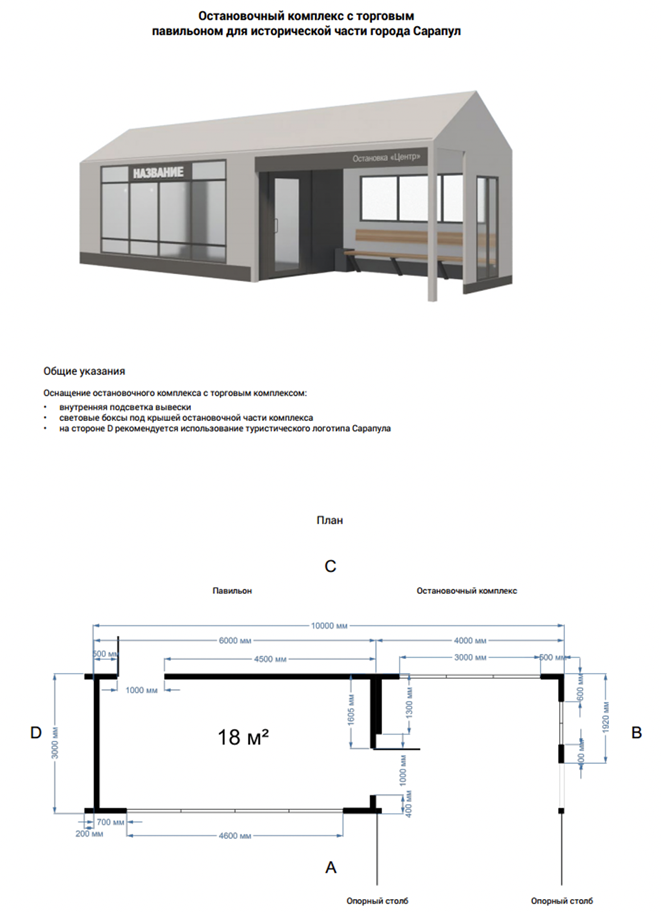 Остановочный комплекс с торговым
павильоном для исторической части города Сарапул
Остановка «Центр»
НАЗВАНИЕ
Общие указания
Оснащение остановочного комплекса с торговым комплексом:
• внутренняя подсветка вывески
• световые боксы под крышей остановочной части комплекса
• на стороне D рекомендуется использование туристического логотипа Сарапула
План
C
Павильон
Остановочный комплекс
10000 мм
6000 мм
4000 мм
500 мм
4500 мм
3000 мм
500 мм
1000 мм
600 мм
1300 мм
1605 мм
1920 мм
D
18 м²
B
3000 мм
1000 мм
400 мм
700 мм
200 мм
4600 мм
A
Опорный столб
Опорный столб